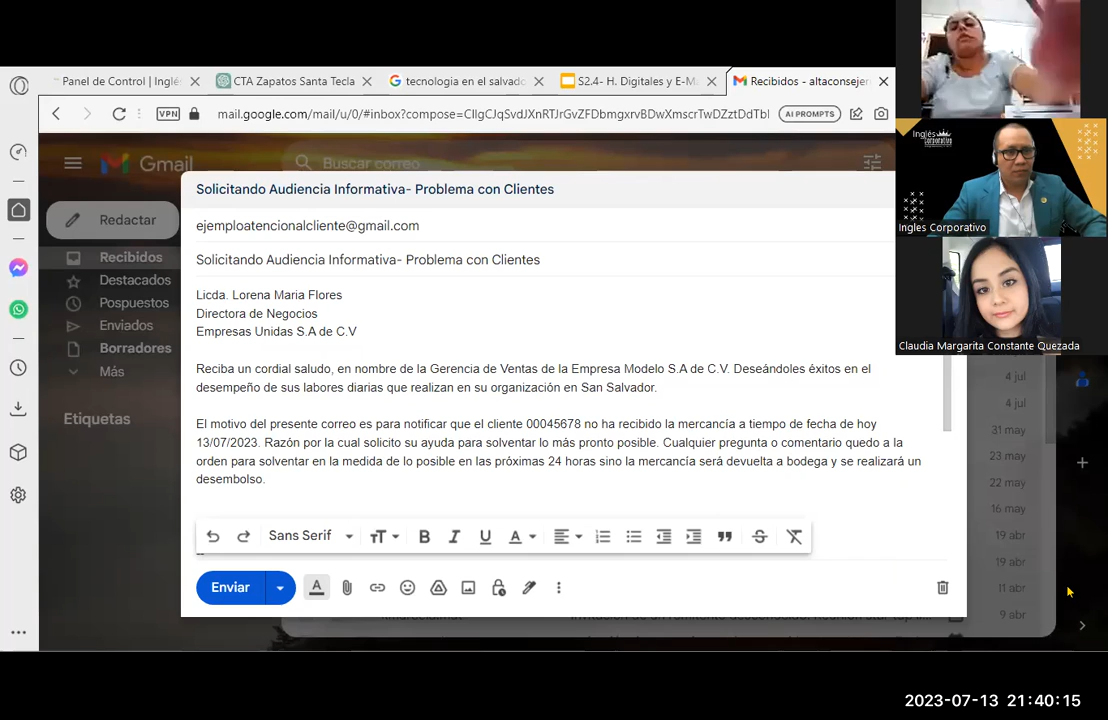 Panel de Control | Inglé
CTA Zapatos Santa Tecla
tecnologia en el salvado
S2.4- H. Digitales y E-Ma
Recibidos - altaconsejer
VPN
mail.google.com/mail/u/0/#inbox?compose=
AI PROMPTS
Gmail
Buscar correo
Redactar
Recibidos
Destacados
Pospuestos
Enviados
Borradores
Más
Etiquetas
Solicitando Audiencia Informativa- Problema con Clientes
ejemploatencionalcliente@gmail.com
Solicitando Audiencia Informativa- Problema con Clientes
Licda. Lorena Maria Flores
Directora de Negocios
Empresas Unidas S.A de C.V
Reciba un cordial saludo, en nombre de la Gerencia de Ventas de la Empresa Modelo S.A de C.V. Deseándoles éxitos en el
desempeño de sus labores diarias que realizan en su organización en San Salvador.
El motivo del presente correo es para notificar que el cliente 00045678 no ha recibido la mercancía a tiempo de fecha de hoy
13/07/2023. Razón por la cual solicito su ayuda para solventar lo más pronto posible. Cualquier pregunta o comentario quedo a la
orden para solventar en la medida de lo posible en las próximas 24 horas sino la mercancía será devuelta a bodega y se realizará un
desembolso.
Sans Serif
Enviar
4 jul
4 jul
31 may
23 may
22 may
16 may
19 abr
19 abr
11 abr
9 abr
Inglés
Corporativo
Ingles Corporativo
Claudia Margarita Constante Quezada
2023-07-13 21:40:15